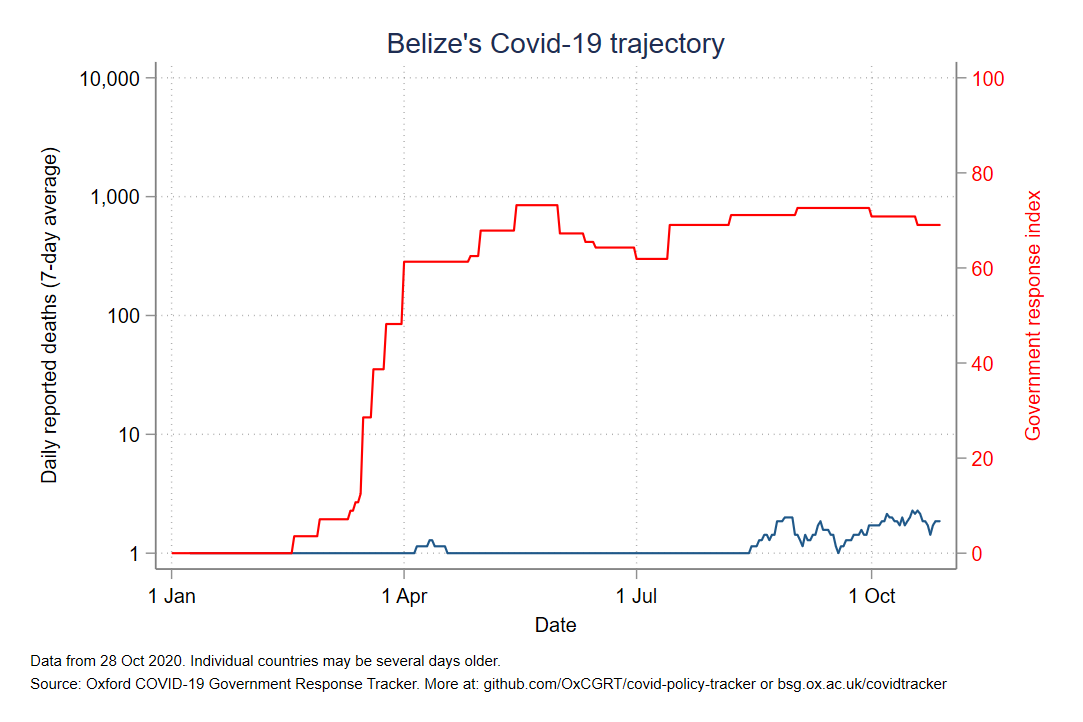 Belize's Covid-19 trajectory
10,000
1,000
100
10
1
Daily reported deaths (7-day average)
100
80
60
40
20
0
Government response index
1 Jan
1 Apr
1 Jul
1 Oct
Date
Data from 28 Oct 2020. Individual countries may be several days older.
Source: Oxford COVID-19 Government Response Tracker. More at: github.com/OxCGRT/covid-policy-tracker or bsg.ox.ac.uk/covidtracker